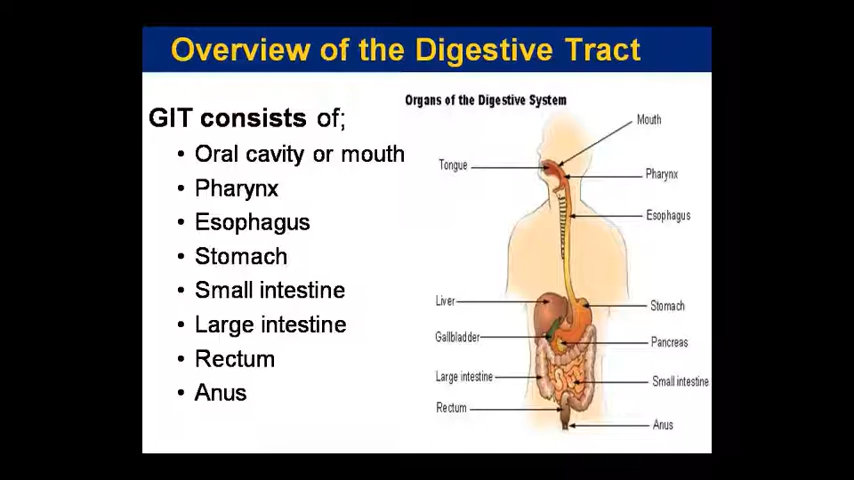 Overview of the Digestive Tract
GIT consists of;
• Oral cavity or mouth
• Pharynx
• Esophagus
• Stomach
• Small intestine
• Large intestine
• Rectum
• Anus
Organs of the Digestive System
Mouth
Tongue
Pharynx
Esophagus
Liver
Stomach
Gallbladder
Pancreas
Large intestine
Small intestine
Rectum
Anus